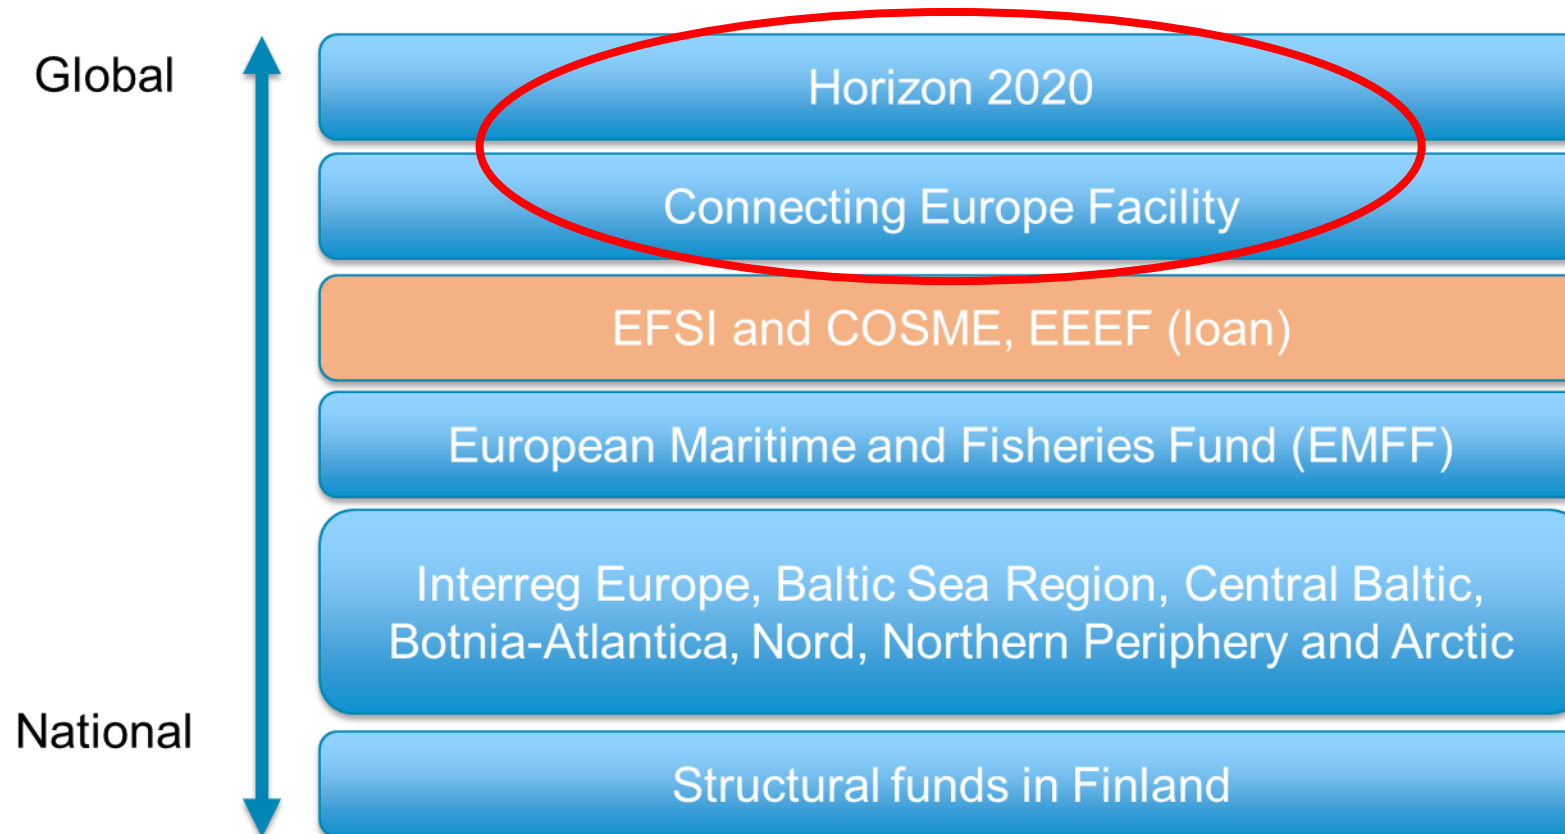 Global
Horizon 2020
Connecting Europe Facility
EFSI and COSME, EEEF (loan)
European Maritime and Fisheries Fund (EMFF)
Interreg Europe, Baltic Sea Region, Central Baltic,
Botnia-Atlantica, Nord, Northern Periphery and Arctic
National
Structural funds in Finland